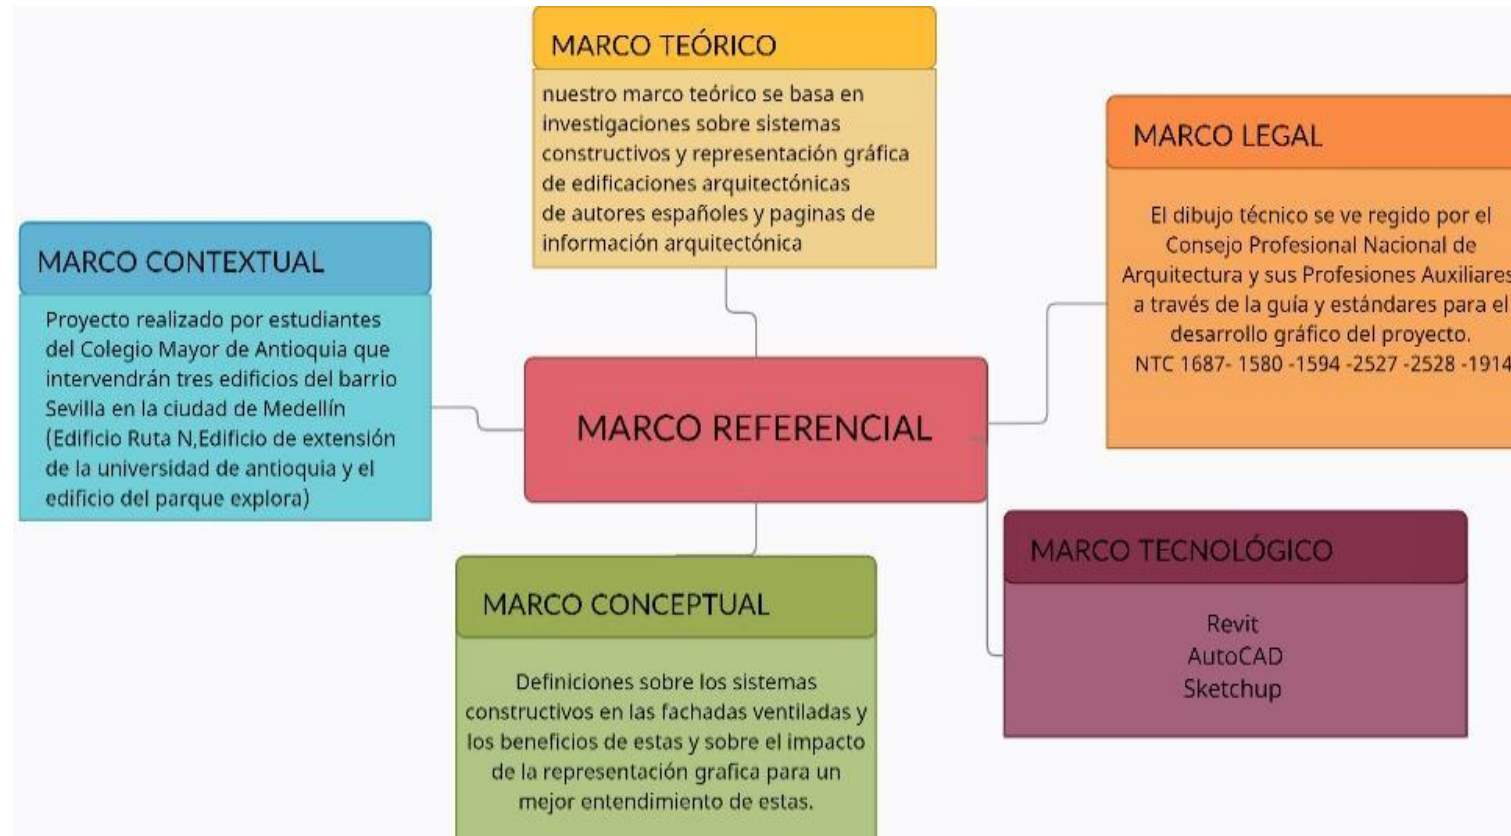 MARCO TEÓRICO
nuestro marco teórico se basa en
investigaciones sobre sistemas
constructivos y representación gráfica
de edificaciones arquitectónicas
de autores españoles y paginas de
información arquitectónica
MARCO LEGAL
El dibujo técnico se ve regido por el
Consejo Profesional Nacional de
Arquitectura y sus Profesiones Auxiliares
a través de la guía y estándares para el
desarrollo gráfico del proyecto.
NTC 1687- 1580 -1594 -2527 -2528 -1914
MARCO CONTEXTUAL
Proyecto realizado por estudiantes
del Colegio Mayor de Antioquia que
intervendrán tres edificios del barrio
Sevilla en la ciudad de Medellín
(Edificio Ruta N,Edificio de extensión
de la universidad de antioquia y el
edificio del parque explora)
MARCO REFERENCIAL
MARCO TECNOLÓGICO
Revit
AutoCAD
Sketchup
MARCO CONCEPTUAL
Definiciones sobre los sistemas
constructivos en las fachadas ventiladas y
los beneficios de estas y sobre el impacto
de la representación grafica para un
mejor entendimiento de estas.